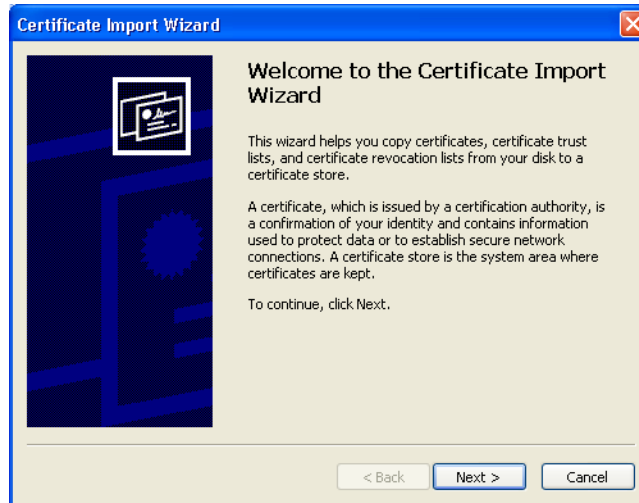 Certificate Import Wizard
Welcome to the Certificate Import
Wizard
This wizard helps you copy certificates, certificate trust
lists, and certificate revocation lists from your disk to a
certificate store.
A certificate, which is issued by a certification authority, is
a confirmation of your identity and contains information
used to protect data or to establish secure network
connections. A certificate store is the system area where
certificates are kept.
To continue, click Next.
< Back Next > Cancel